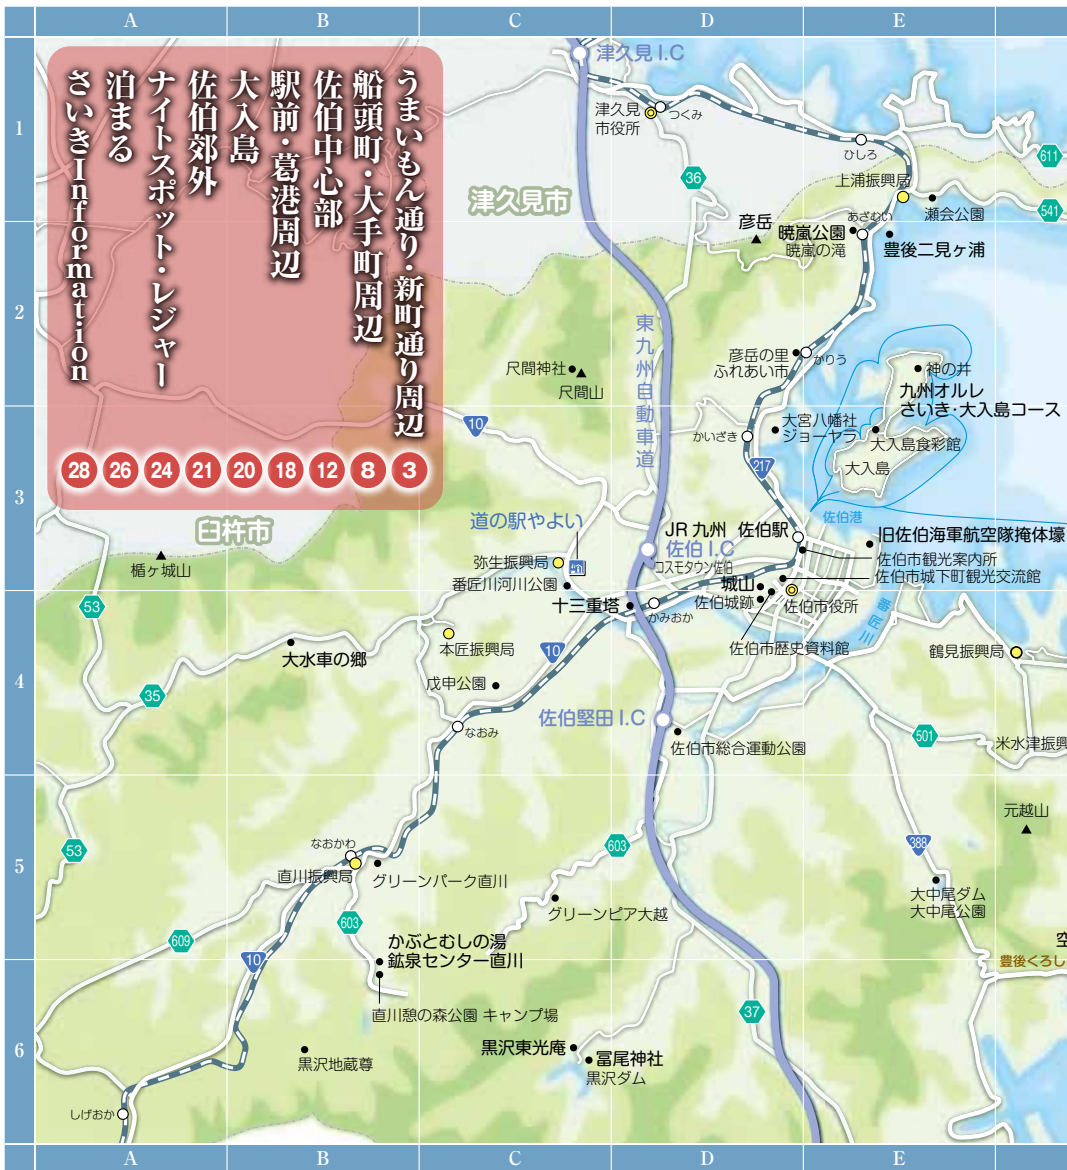 A
B
C
D
E
1
2
3
4
5
6
うまいもん通り・新町通り周辺
3
船頭町・大手町周辺
8
佐伯中心部
12
駅前・葛港周辺
18
大入島
20
佐伯郊外
21
ナイトスポット・レジャー
24
泊まる
26
さいきInformation
28
津久見I.C
津久見
市役所
つくみ
ひしろ
611
36
上浦振興局
津久見市
541
瀬会公園
あざむい
彦岳
暁嵐公園
暁嵐の滝
豊後二見ヶ浦
東九州自動車道
彦岳の里
ふれあい市
かりう
尺間神社
尺間山
神の井
九州オルレ
さいき・大入島コース
10
大宮八幡社
ジョーヤラ
かいざき
大入島食彩館
大入島
217
佐伯港
臼杵市
道の駅やよい
JR九州 佐伯駅
旧佐伯海軍航空隊掩体壕
佐伯I.C
コスモタウン佐伯
佐伯市観光案内所
楯ヶ城山
弥生振興局
番匠川河川公園
佐伯市城下町観光交流館
城山
佐伯城跡
佐伯市役所
53
十三重塔
かみおか
番匠川
佐伯市歴史資料館
本匠振興局
10
大水車の郷
鶴見振興局
戊申公園
35
佐伯堅田I.C
なおみ
501
佐伯市総合運動公園
米水津振興
元越山
なおかわ
53
603
388
直川振興局
グリーンパーク直川
大中尾ダム
大中尾公園
グリーンピア大越
603
609
かぶとむしの湯
鉱泉センター直川
10
空
豊後くろし
直川憩の森公園 キャンプ場
37
黒沢東光庵
冨尾神社
黒沢ダム
黒沢地蔵尊
しげおか
A
B
C
D
E